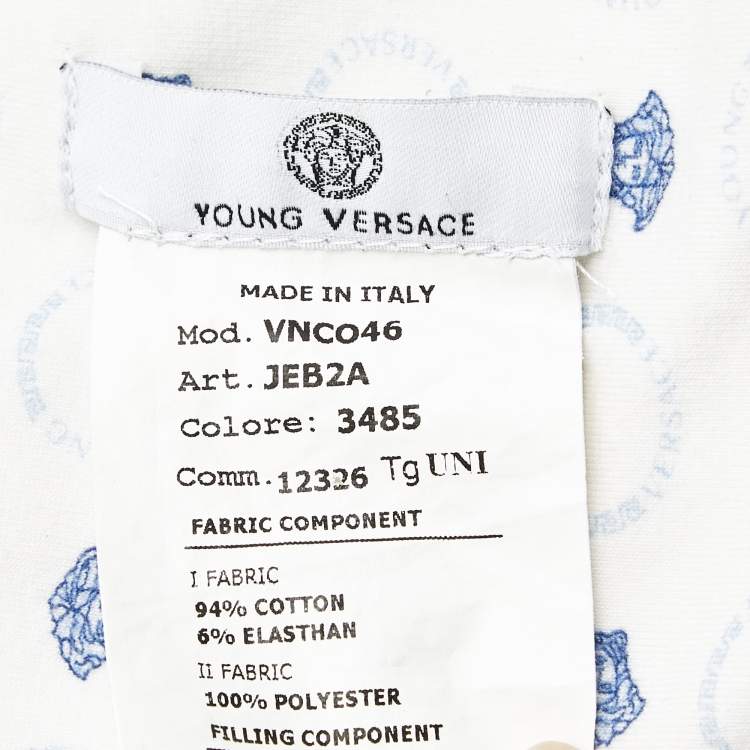 YOUNG VERSACE
MADE IN ITALY
Mod. VNCO46
Art. JEB2A
Colore: 3485
Comm. 12326 Tg UNI
FABRIC COMPONENT
I FABRIC
94% COTTON
6% ELASTHAN
II FABRIC
100% POLYESTER
FILLING COMPONENT